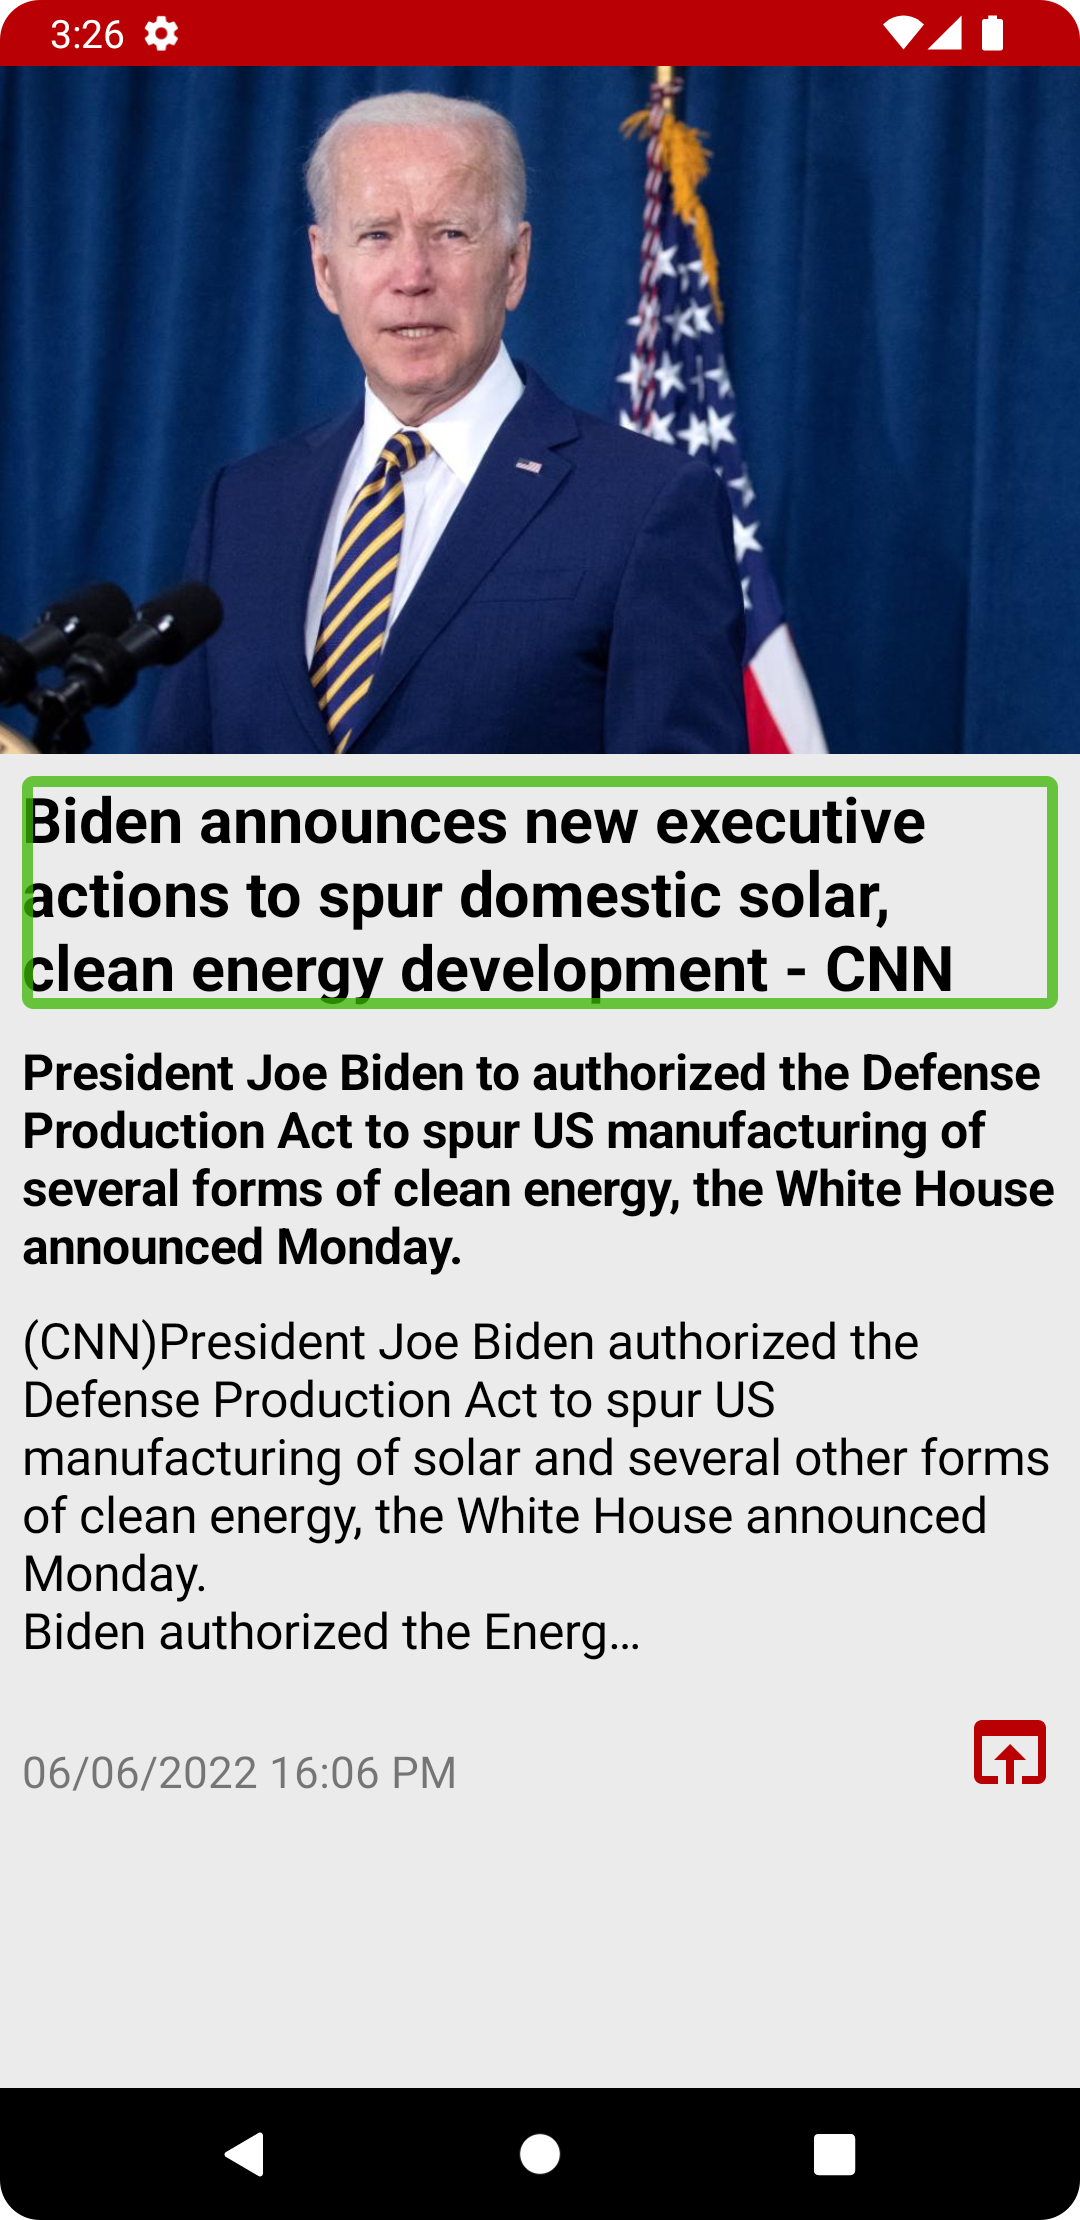 3:26
Biden announces new executive
actions to spur domestic solar,
clean energy development - CNN
President Joe Biden to authorized the Defense
Production Act to spur US manufacturing of
several forms of clean energy, the White House
announced Monday.
(CNN)President Joe Biden authorized the
Defense Production Act to spur US
manufacturing of solar and several other forms
of clean energy, the White House announced
Monday.
Biden authorized the Energ…
06/06/2022 16:06 PM